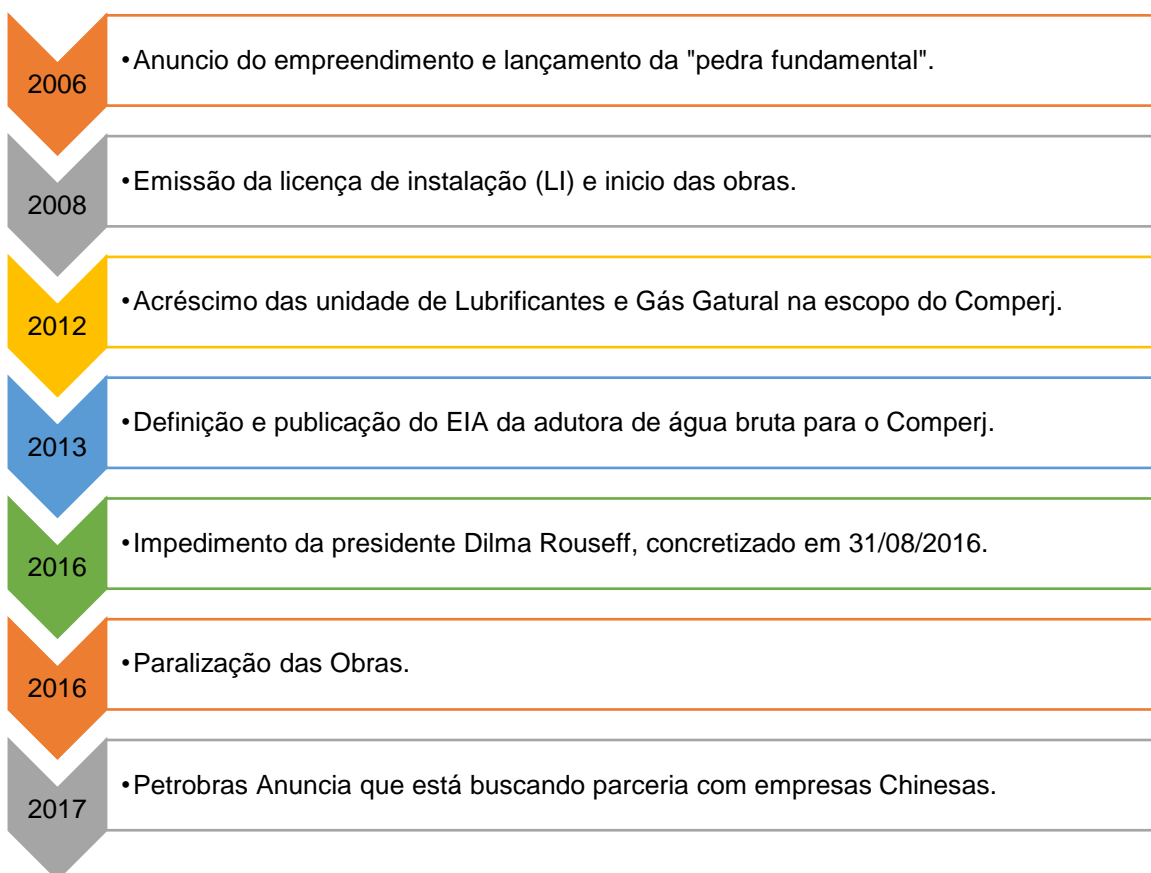 2006
•Anuncio do empreendimento e lançamento da "pedra fundamental".
2008
•Emissão da licença de instalação (LI) e inicio das obras.
2012
•Acréscimo das unidade de Lubrificantes e Gás Gatural na escopo do Comperj.
2013
•Definição e publicação do EIA da adutora de água bruta para o Comperj.
2016
•Impedimento da presidente Dilma Rouseff, concretizado em 31/08/2016.
2016
•Paralização das Obras.
2017
•Petrobras Anuncia que está buscando parceria com empresas Chinesas.